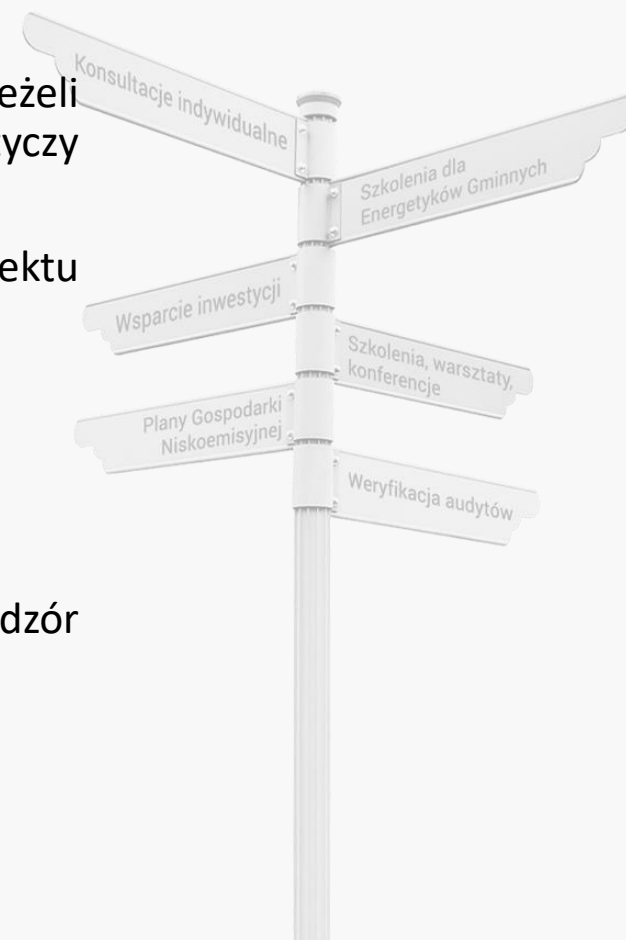 eżeli
yczy
ektu
dzór
Konsultacje indywidualne
Szkolenia dla
Energetyków Gminnych
Wsparcie inwestycji
Szkolenia, warsztaty,
konferencje
Plany Gospodarki
Niskoemisyjnej
Weryfikacja audytów